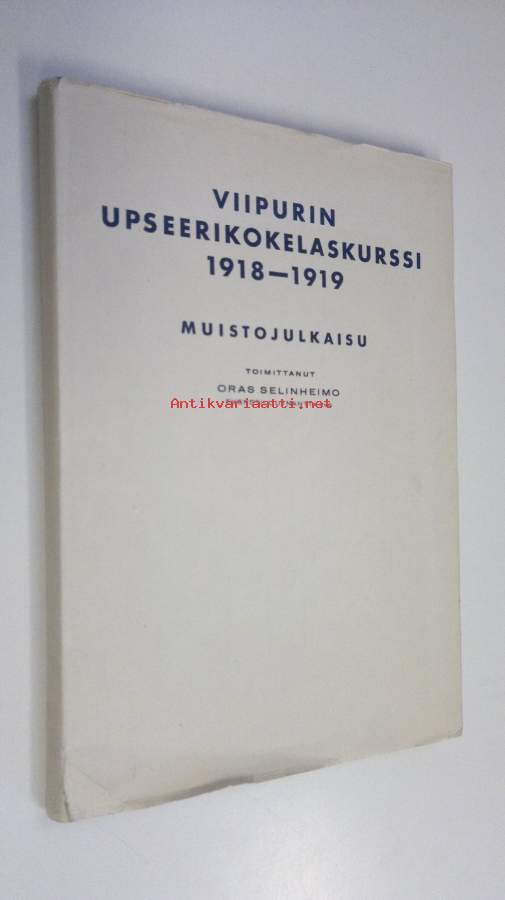 VIIPURIN
UPSEERIKOKELASKURSSI
1918—1919
MUISTOJULKAISU
TOIMITTANUT
ORAS SELINHEIMO
Antikvariaatti.net